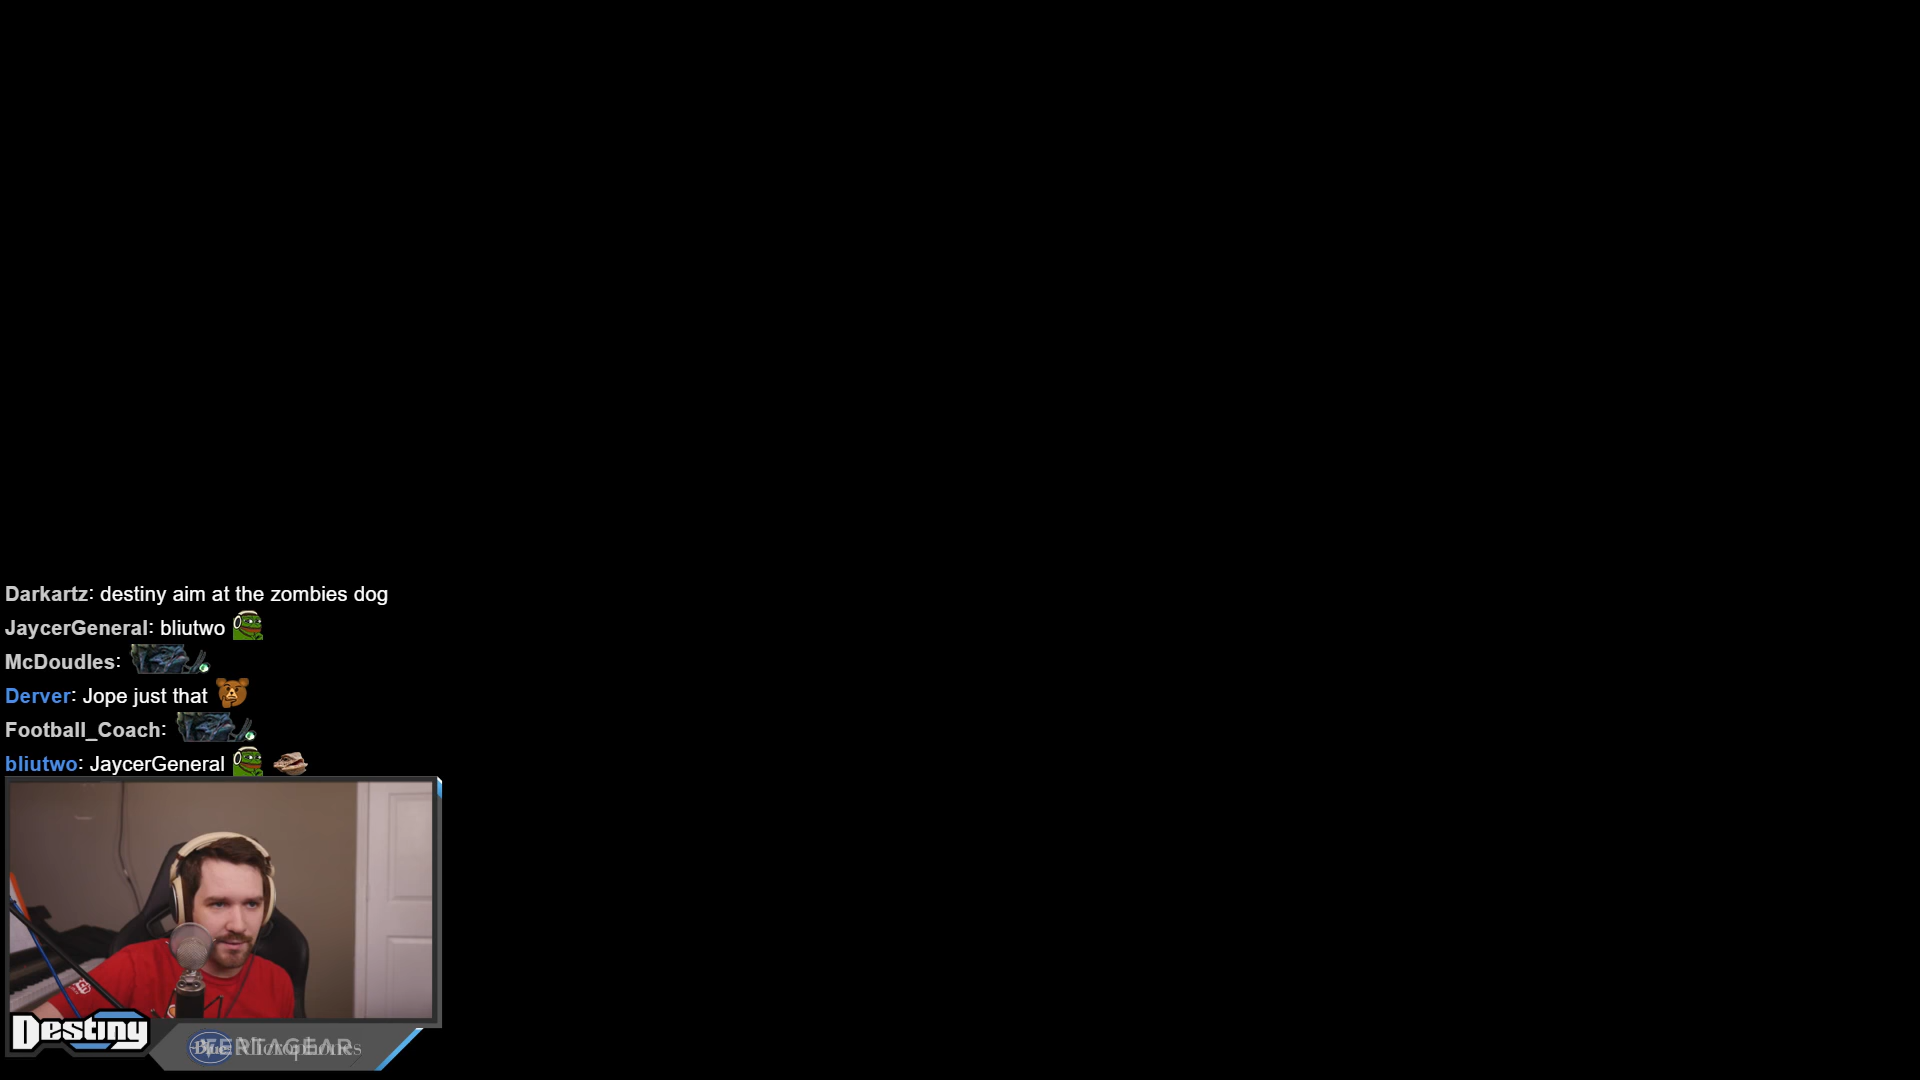 Darkartz: destiny aim at the zombies dog
JaycerGeneral: bliutwo
McDoudles:
Derver: Jope just that
Football_Coach:
bliutwo: JaycerGeneral
Destiny